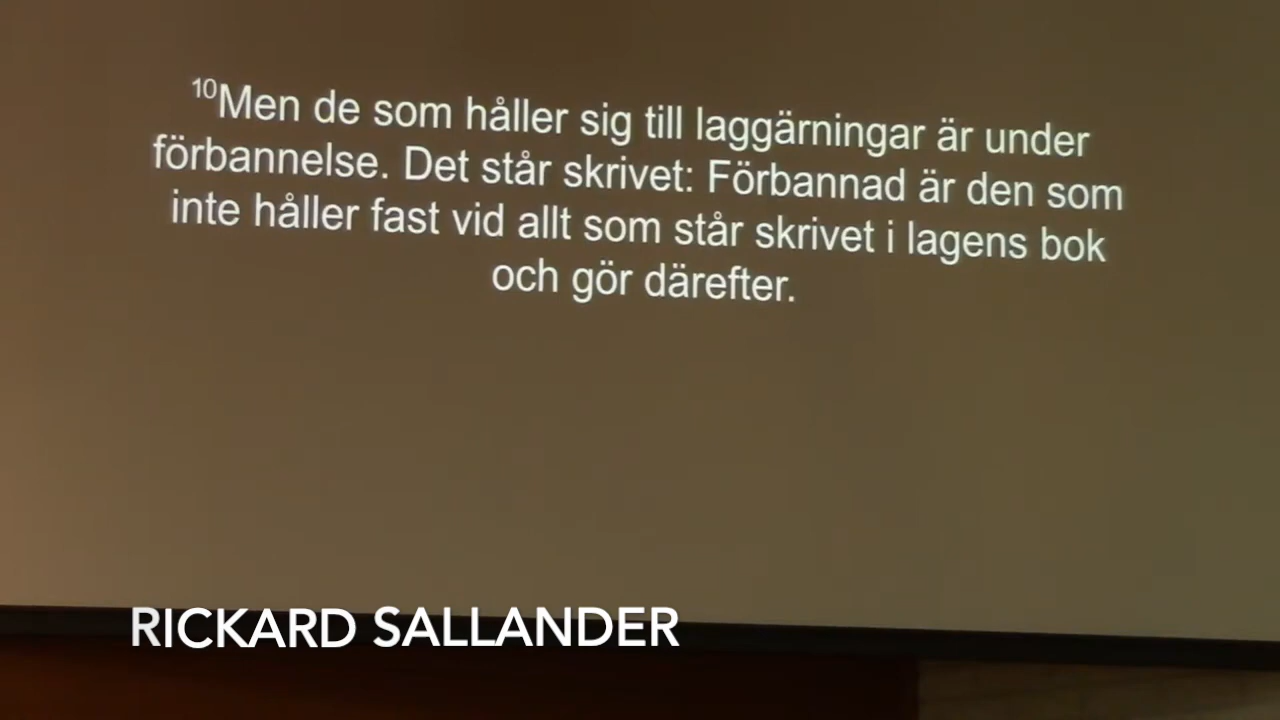 ¹⁰Men de som håller sig till laggärningar är under
förbannelse. Det står skrivet: Förbannad är den som
inte håller fast vid allt som står skrivet i lagens bok
och gör därefter.
RICKARD SALLANDER